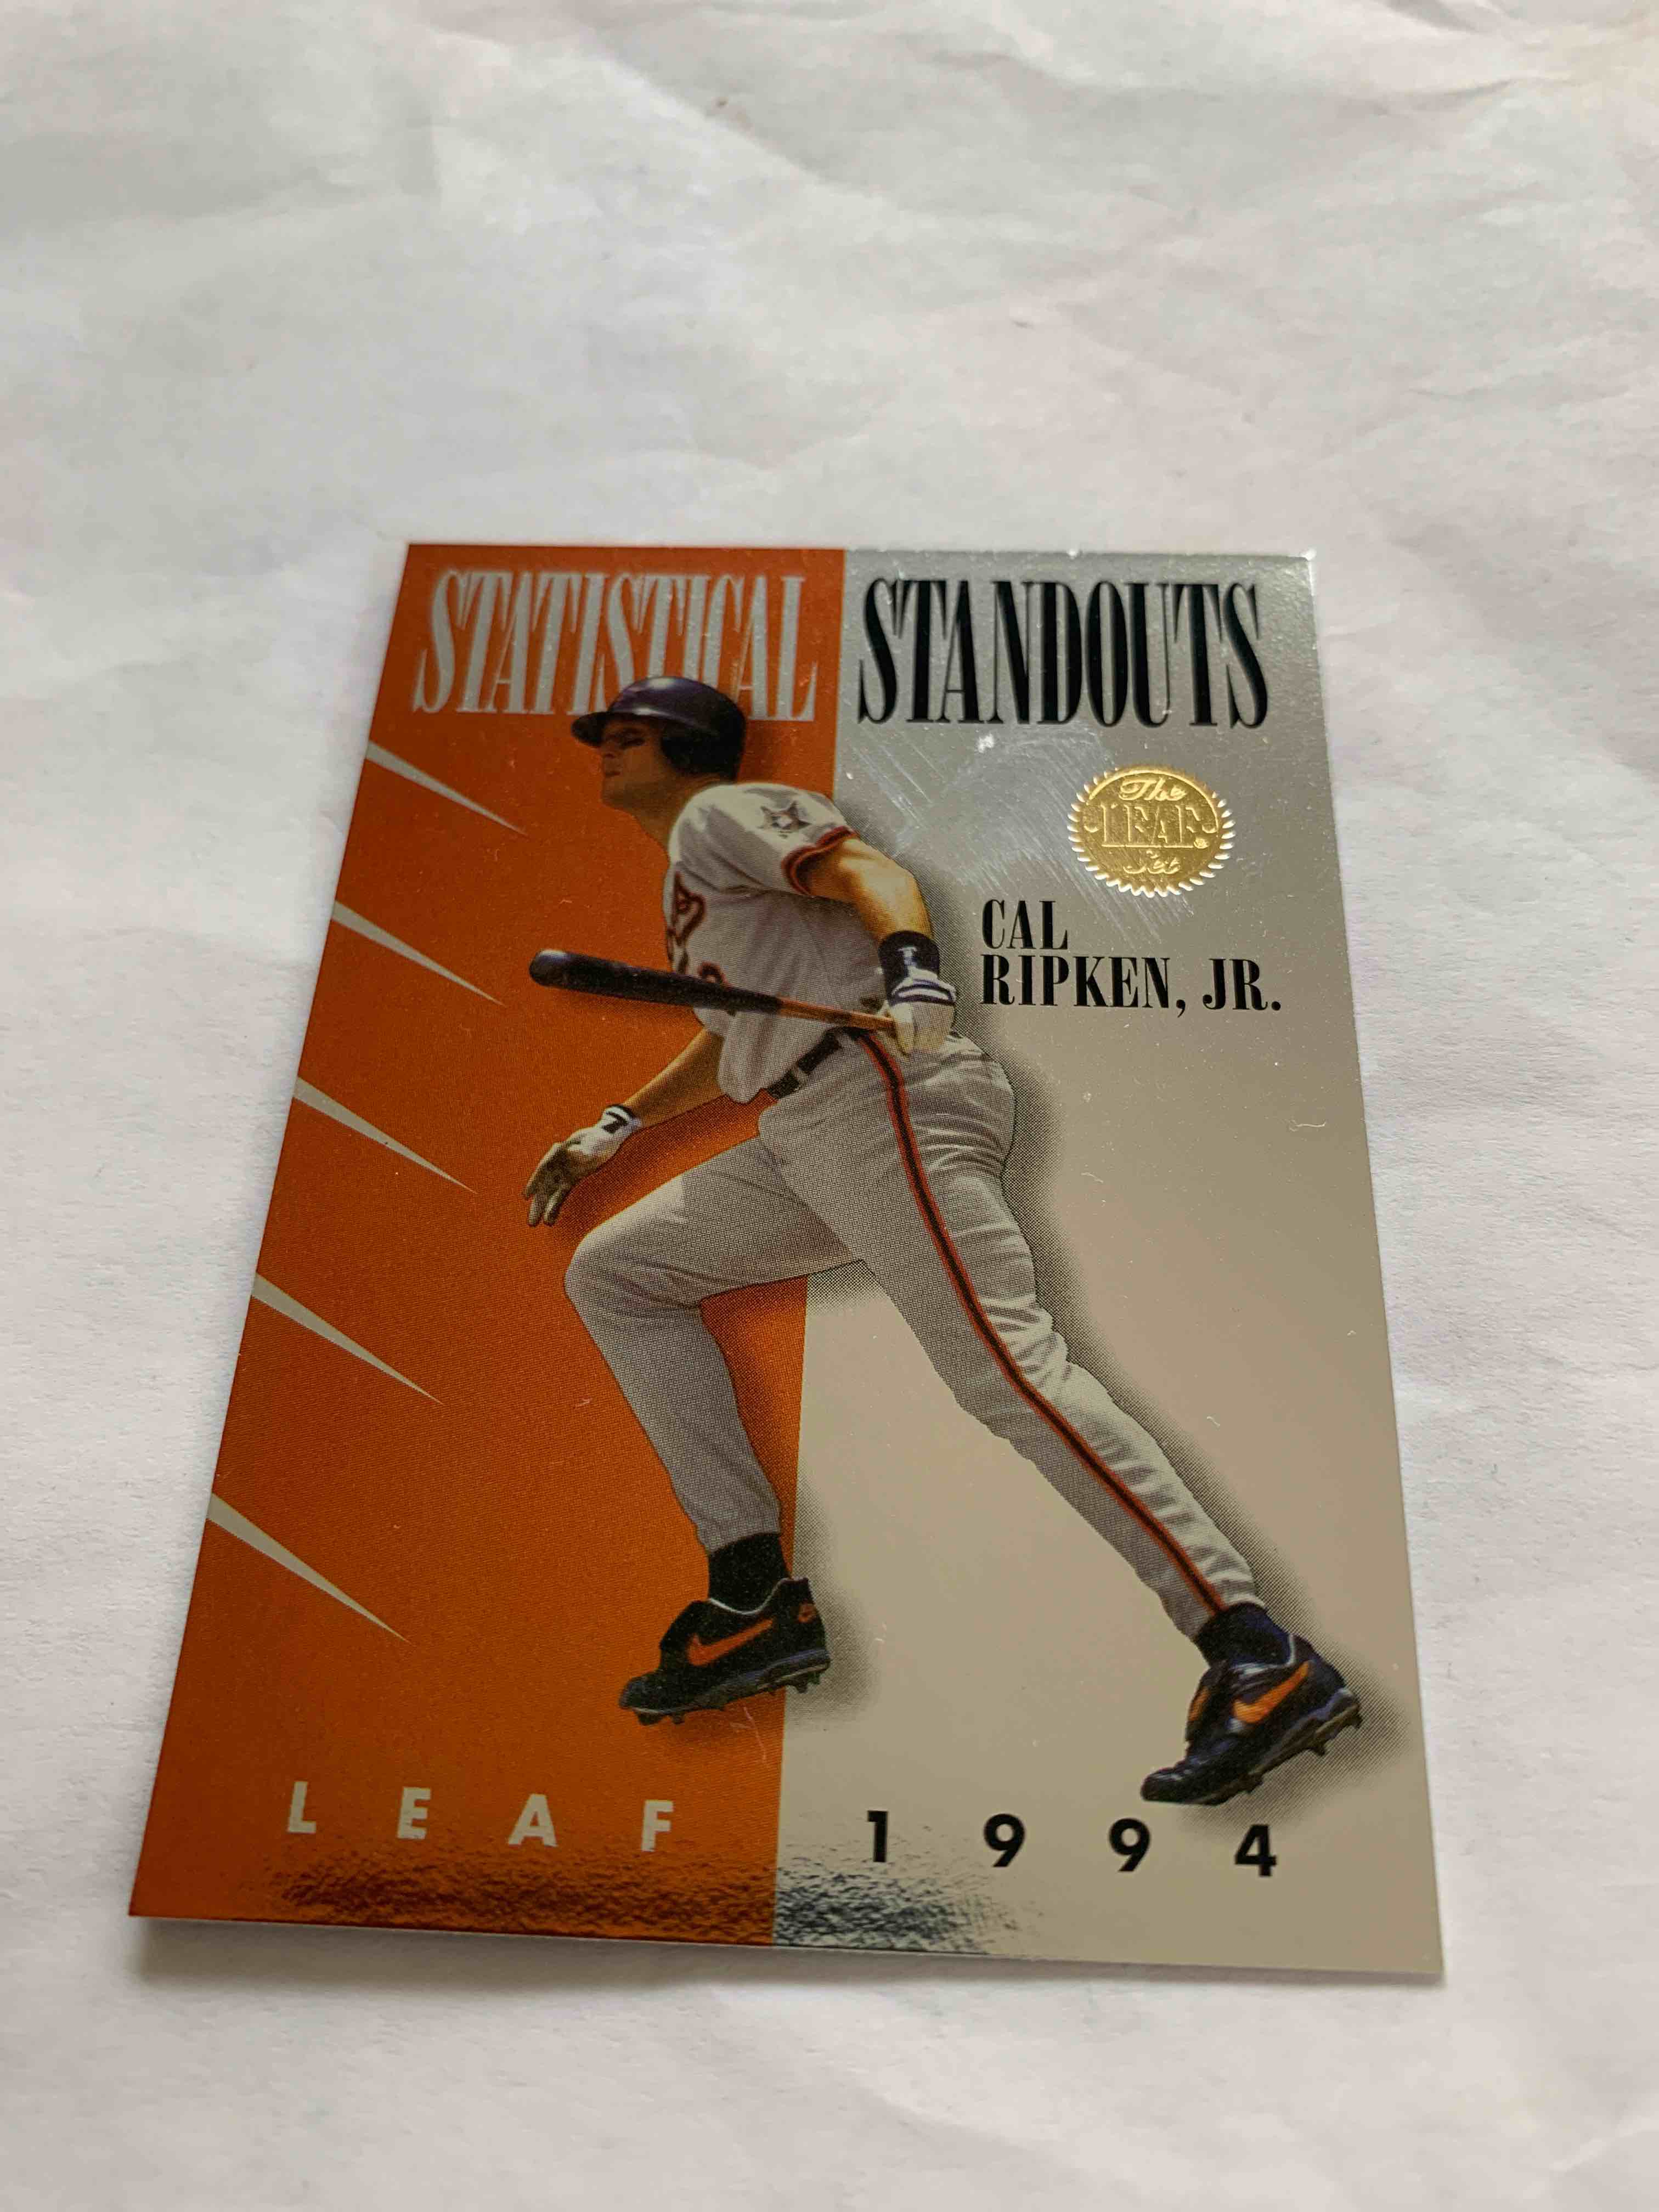 STATISTICAL STANDOUTS
The
LEAF®
Set
CAL
RIPKEN, JR.
LEAF 1994